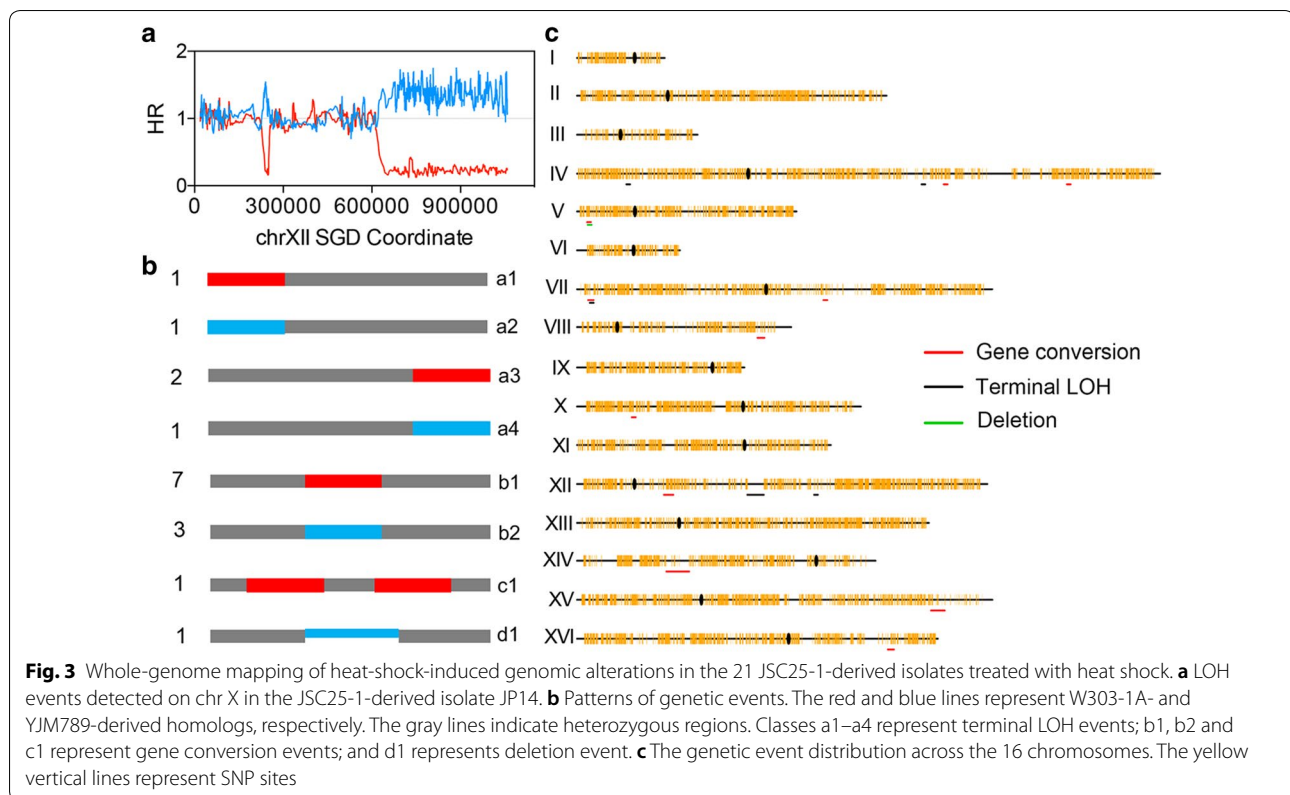 a
2
1
0
HR
0 300000 600000 900000
chrXII SGD Coordinate
b
1 a1
1 a2
2 a3
1 a4
7 b1
3 b2
1 c1
1 d1
c
I
II
III
IV
V
VI
VII
VIII
IX
X
XI
XII
XIII
XIV
XV
XVI
Gene conversion
Terminal LOH
Deletion
Fig. 3 Whole-genome mapping of heat-shock-induced genomic alterations in the 21 JSC25-1-derived isolates treated with heat shock. a LOH
events detected on chr X in the JSC25-1-derived isolate JP14. b Patterns of genetic events. The red and blue lines represent W303-1A- and
YJM789-derived homologs, respectively. The gray lines indicate heterozygous regions. Classes a1–a4 represent terminal LOH events; b1, b2 and
c1 represent gene conversion events; and d1 represents deletion event. c The genetic event distribution across the 16 chromosomes. The yellow
vertical lines represent SNP sites